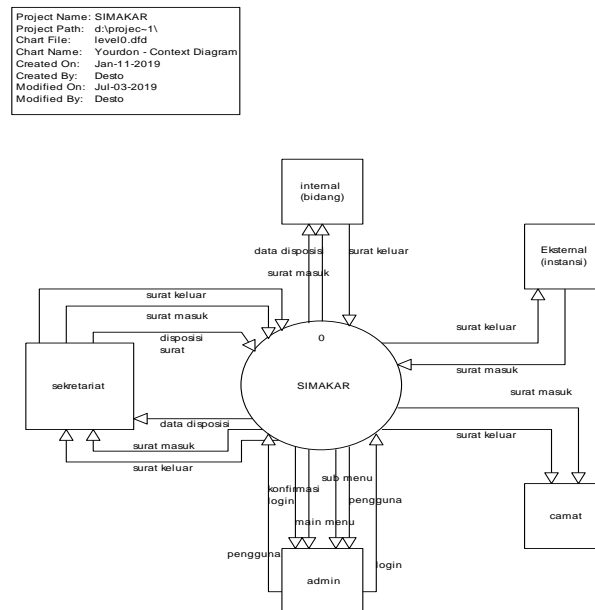 Project Name: SIMAKAR
Project Path: d:\projec~1\
Chart File: level0.dfd
Chart Name: Yourdon - Context Diagram
Created On: Jan-11-2019
Created By: Desto
Modified On: Jul-03-2019
Modified By: Desto
internal
(bidang)
Eksternal
(instansi)
data disposisi
surat keluar
surat masuk
surat keluar
surat masuk
disposisi
surat
0
surat keluar
sekretariat
SIMAKAR
surat masuk
surat masuk
data disposisi
surat masuk
surat keluar
surat keluar
konfirmasi
login
sub menu
pengguna
main menu
camat
pengguna
admin
login